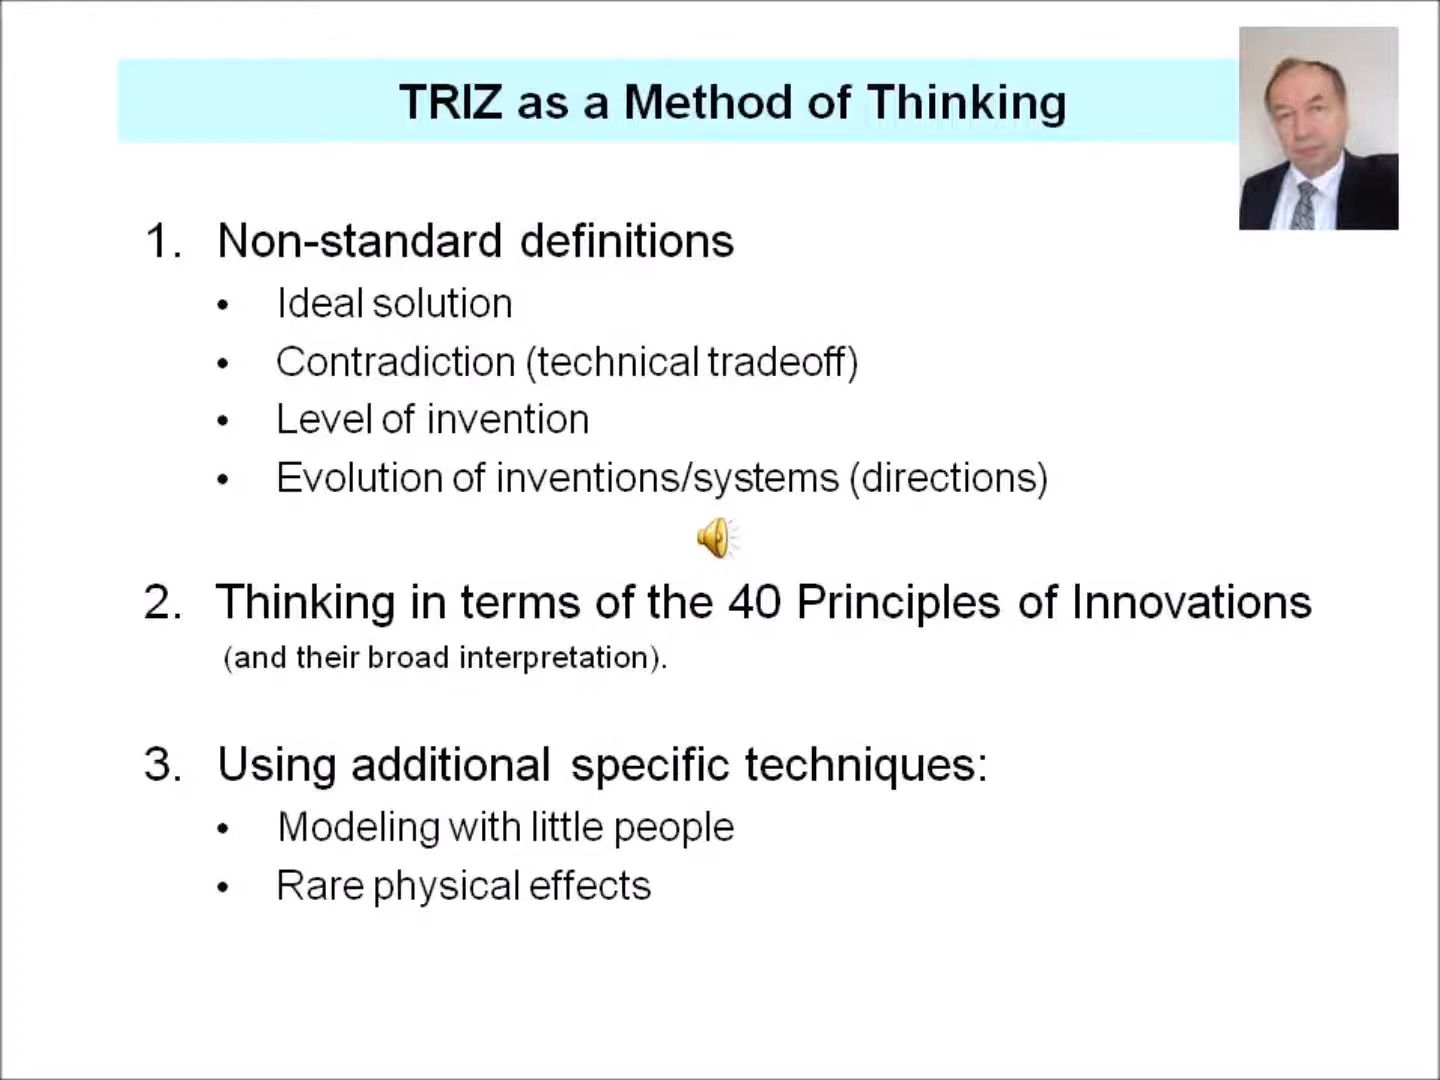 TRIZ as a Method of Thinking
1. Non-standard definitions
• Ideal solution
• Contradiction (technical tradeoff)
• Level of invention
• Evolution of inventions/systems (directions)
2. Thinking in terms of the 40 Principles of Innovations
(and their broad interpretation).
3. Using additional specific techniques:
• Modeling with little people
• Rare physical effects